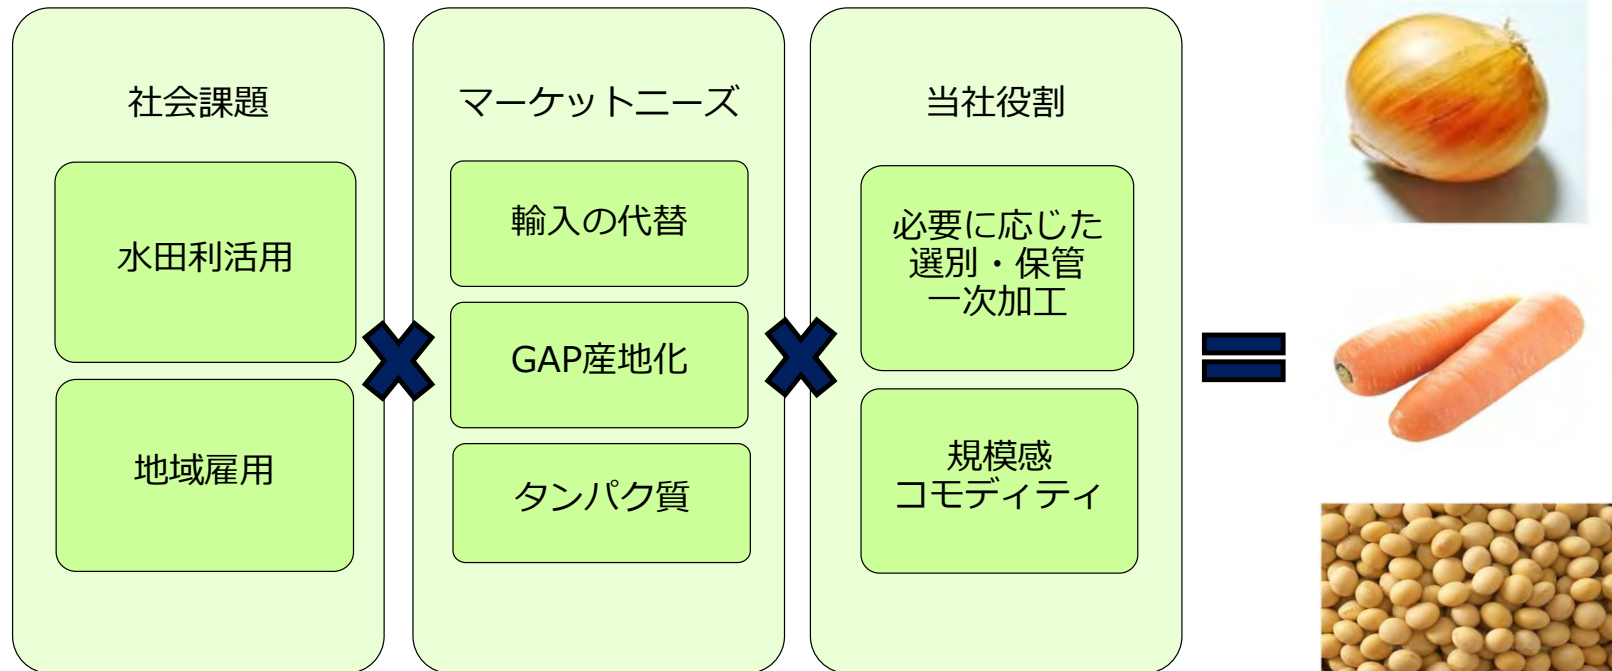 社会課題
水田利活用
地域雇用
マーケットニーズ
輸入の代替
GAP産地化
タンパク質
当社役割
必要に応じた
選別・保管
一次加工
規模感
コモディティ